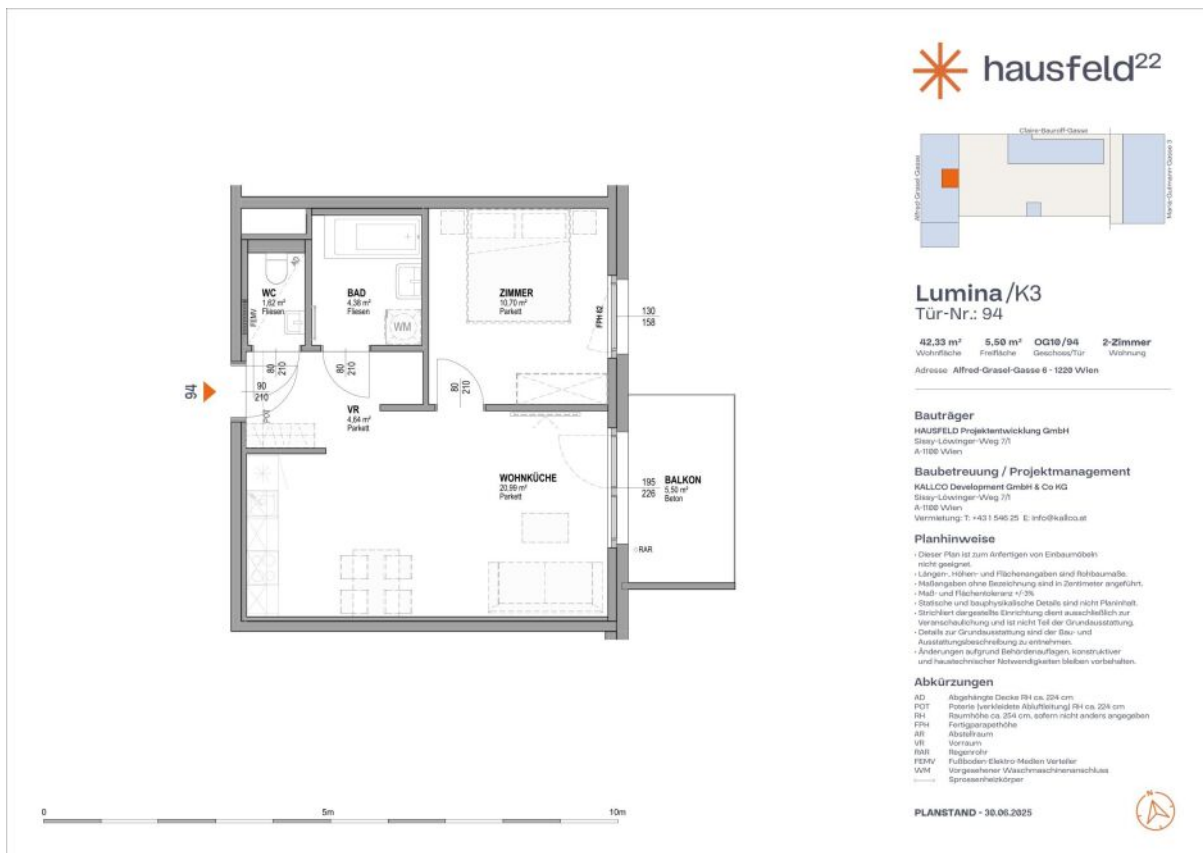 hausfeld²²
Claire-Bauroff-Gasse
Alfred-Grasel-Gasse
Maria-Gutmann-Gasse 3
Lumina/K3
Tür-Nr.: 94
42,33 m² 5,50 m² OG10/94 2-Zimmer
Wohnfläche Freifläche Geschoss/Tür Wohnung
Adresse Alfred-Grasel-Gasse 6 - 1220 Wien
Bauträger
HAUSFELD Projektentwicklung GmbH
Sissy-Löwinger-Weg 7/1
A-1100 Wien
Baubetreuung / Projektmanagement
KALLCO Development GmbH & Co KG
Sissy-Löwinger-Weg 7/1
A-1100 Wien
Vermietung: T: +43 1 546 25 E: info@kallco.at
Planhinweise
- Dieser Plan ist zum Anfertigen von Einbaumöbeln
nicht geeignet.
- Längen-, Höhen- und Flächenangaben sind Rohbaumaße.
- Maßangaben ohne Bezeichnung sind in Zentimeter angeführt.
- Maß- und Flächentoleranz +/-3%
- Statische und bauphysikalische Details sind nicht Planinhalt.
- Strichliert dargestellte Einrichtung dient ausschließlich zur
Veranschaulichung und ist nicht Teil der Grundausstattung.
- Details zur Grundausstattung sind der Bau- und
Ausstattungsbeschreibung zu entnehmen.
- Änderungen aufgrund Behördenauflagen, konstruktiver
und haustechnischer Notwendigkeiten bleiben vorbehalten.
Abkürzungen
AD Abgehängte Decke RH ca. 224 cm
POT Poterie (verkleidete Abluftleitung) RH ca. 224 cm
RH Raumhöhe ca. 254 cm, sofern nicht anders angegeben
FPH Fertigparapethöhe
AR Abstellraum
VR Vorraum
RAR Regenrohr
FEMV Fußboden-Elektro-Medien Verteiler
WM Vorgesehener Waschmaschinenanschluss
Sprossenheizkörper
PLANSTAND - 30.06.2025
N
WC
1,62 m²
Fliesen
AD
FEMV
BAD
4,38 m²
Fliesen
WM
ZIMMER
10,70 m²
Parkett
FPH 62
130
158
80
210
80
210
80
210
94
90
210
POT
VR
4,64 m²
Parkett
WOHNKÜCHE
20,99 m²
Parkett
195
226
BALKON
5,50 m²
Beton
RAR
0 5m 10m